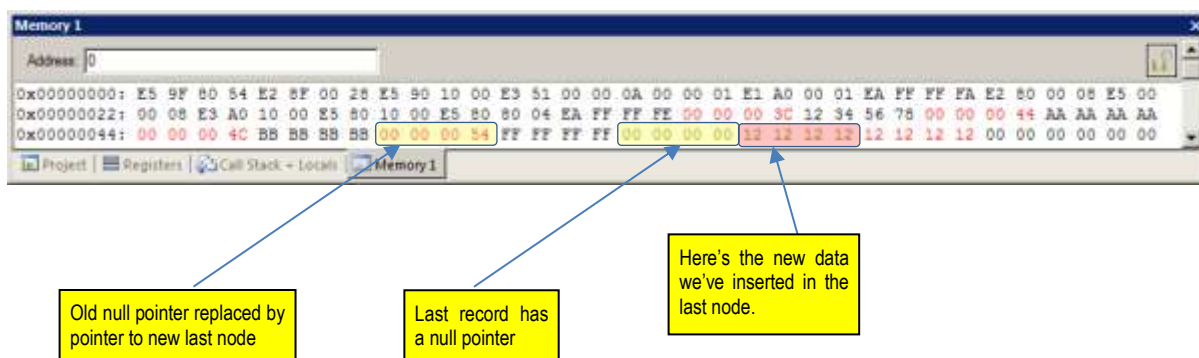 Memory 1
Address: 0
0x00000000: E5 9F 80 54 E2 8F 00 28 E5 90 10 00 E3 51 00 00 0A 00 00 01 E1 A0 00 01 EA FF FF FA E2 80 00 08 E5 00
0x00000022: 00 08 E3 A0 10 00 E5 80 10 00 E5 80 80 04 EA FF FF FE 00 00 00 3C 12 34 56 78 00 00 00 44 AA AA AA AA
0x00000044: 00 00 00 4C BB BB BB BB 00 00 00 54 FF FF FF FF 00 00 00 00 12 12 12 12 12 12 12 12 00 00 00 00 00 00
Project Registers Call Stack + Locals Memory 1
Here's the new data
we've inserted in the
last node.
Old null pointer replaced by
pointer to new last node
Last record has
a null pointer